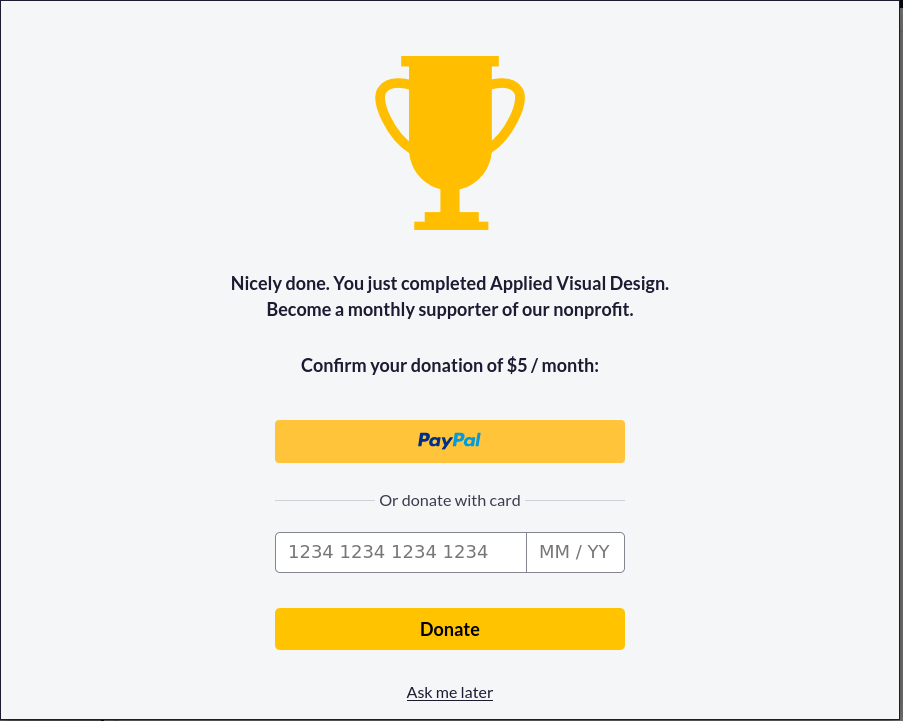 Nicely done. You just completed Applied Visual Design.
Become a monthly supporter of our nonprofit.
Confirm your donation of $5 / month:
PayPal
Or donate with card
1234 1234 1234 1234 MM / YY
Donate
Ask me later